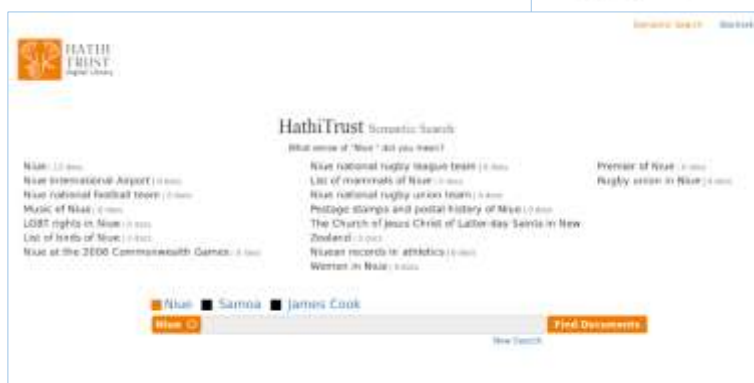 Semantic Search
HATHI
TRUST
Digital Library
HathiTrust Semantic Search
What sense of "Niue" did you mean?
Niue
Niue International Airport
Niue national football team
Music of Niue
LGBT rights in Niue
List of birds of Niue
Niue at the 2006 Commonwealth Games
Niue national rugby league team
List of mammals of Niue
Niue national rugby union team
Postage stamps and postal history of Niue
The Church of Jesus Christ of Latter-day Saints in New
Zealand
Niuean records in athletics
Women in Niue
Premier of Niue
Rugby union in Niue
Niue Samoa James Cook
Niue Find Documents
New Search